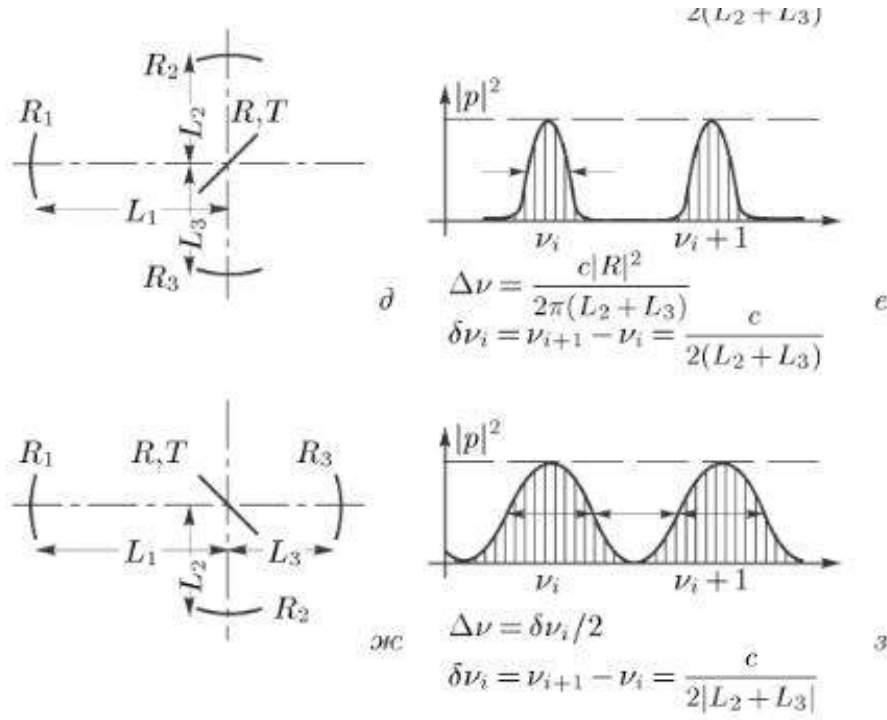 2(L₂ + L₃)
R₂
|p|²
R₁
R,T
L₂
L₁
L₃
νᵢ
νᵢ + 1
R₃
д
Δν = c|R|² / 2π(L₂ + L₃)
е
δνᵢ = νᵢ₊₁ − νᵢ = c / 2(L₂ + L₃)
|p|²
R₁
R,T
R₃
L₁
L₂
L₃
νᵢ
νᵢ + 1
R₂
ж
Δν = δνᵢ/2
з
δνᵢ = νᵢ₊₁ − νᵢ = c / 2|L₂ + L₃|